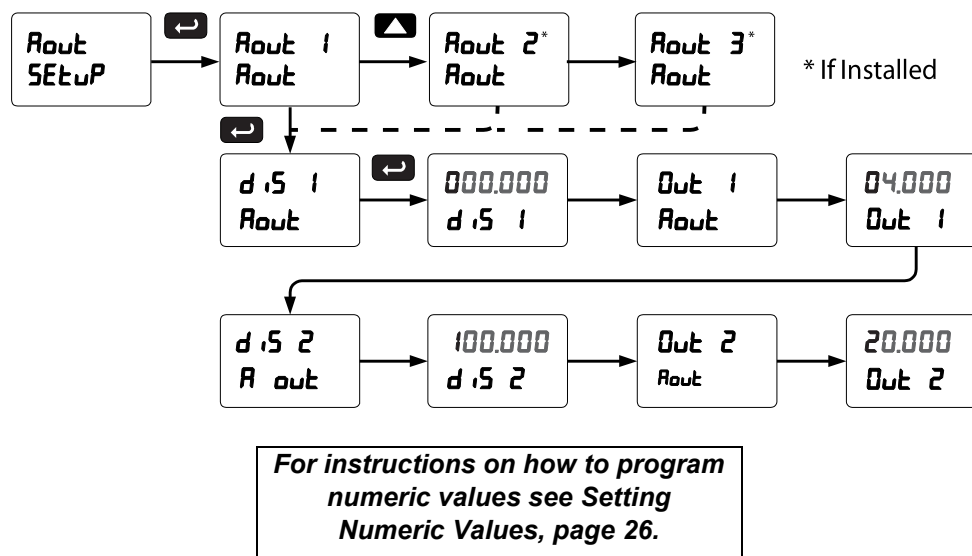 Aout
SEtuP
Aout 1
Aout
Aout 2*
Aout
Aout 3*
Aout
* If Installed
diS 1
Aout
000.000
diS 1
Out 1
Aout
04.000
Out 1
diS 2
A out
100.000
diS 2
Out 2
Aout
20.000
Out 2
For instructions on how to program
numeric values see Setting
Numeric Values, page 26.